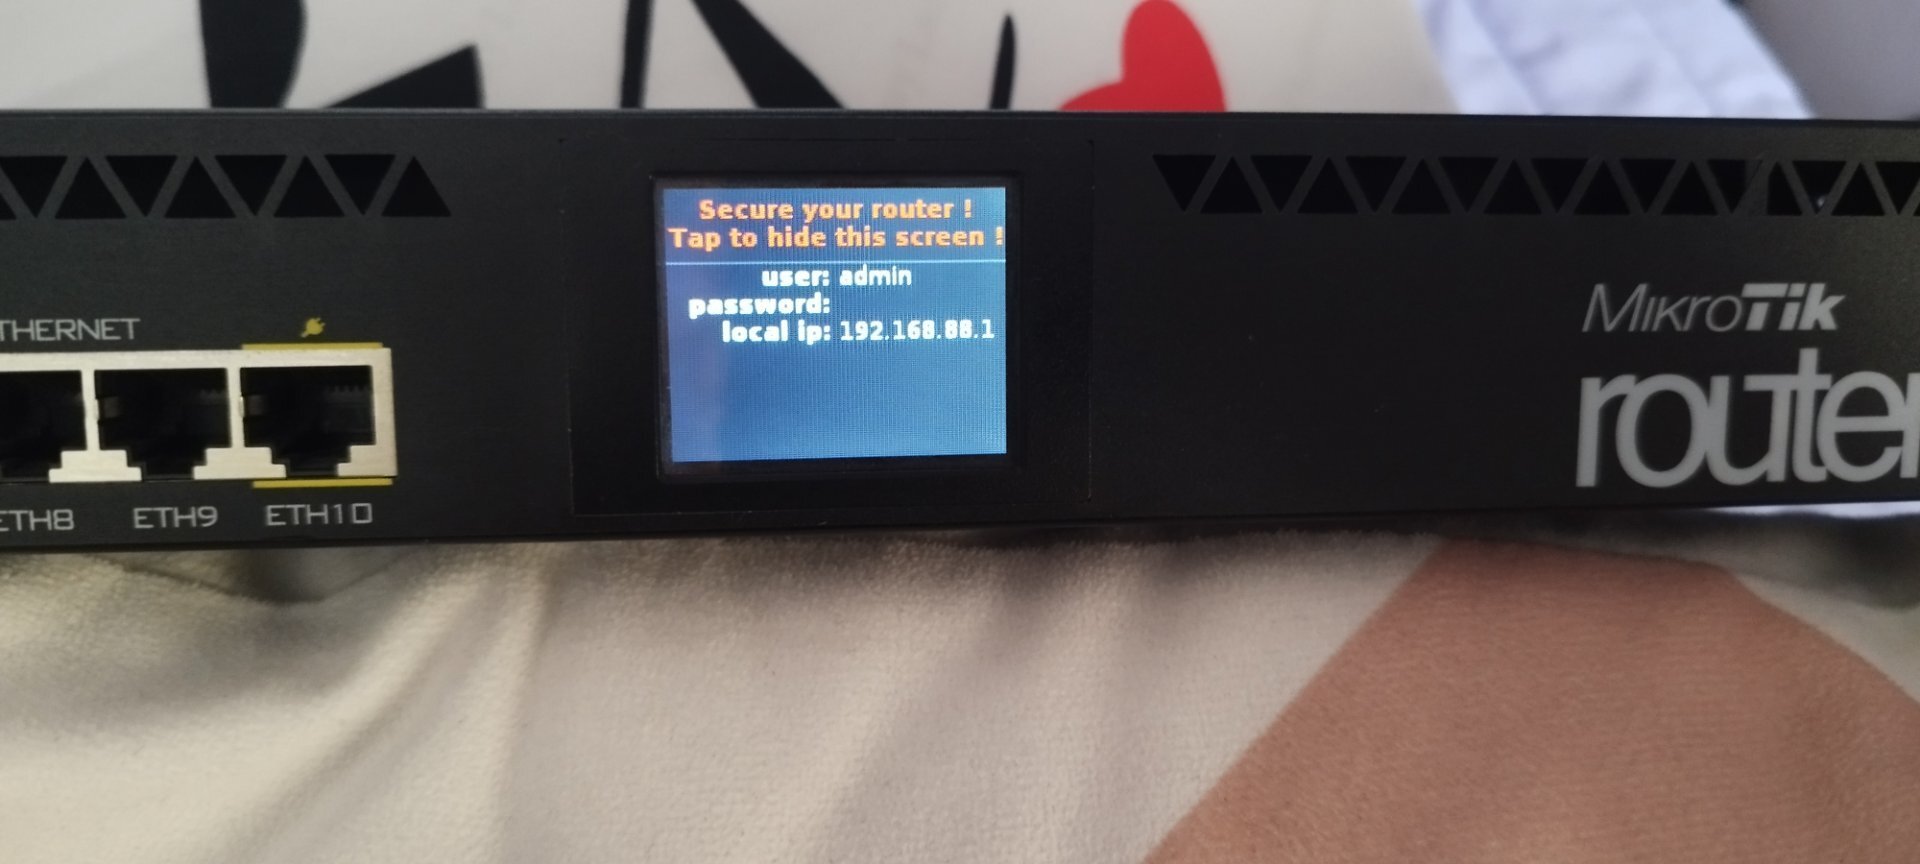 Secure your router !
Tap to hide this screen !
user: admin
password:
local ip: 192.168.88.1
THERNET
ETH8
ETH9
ETH10
MikroTik
router